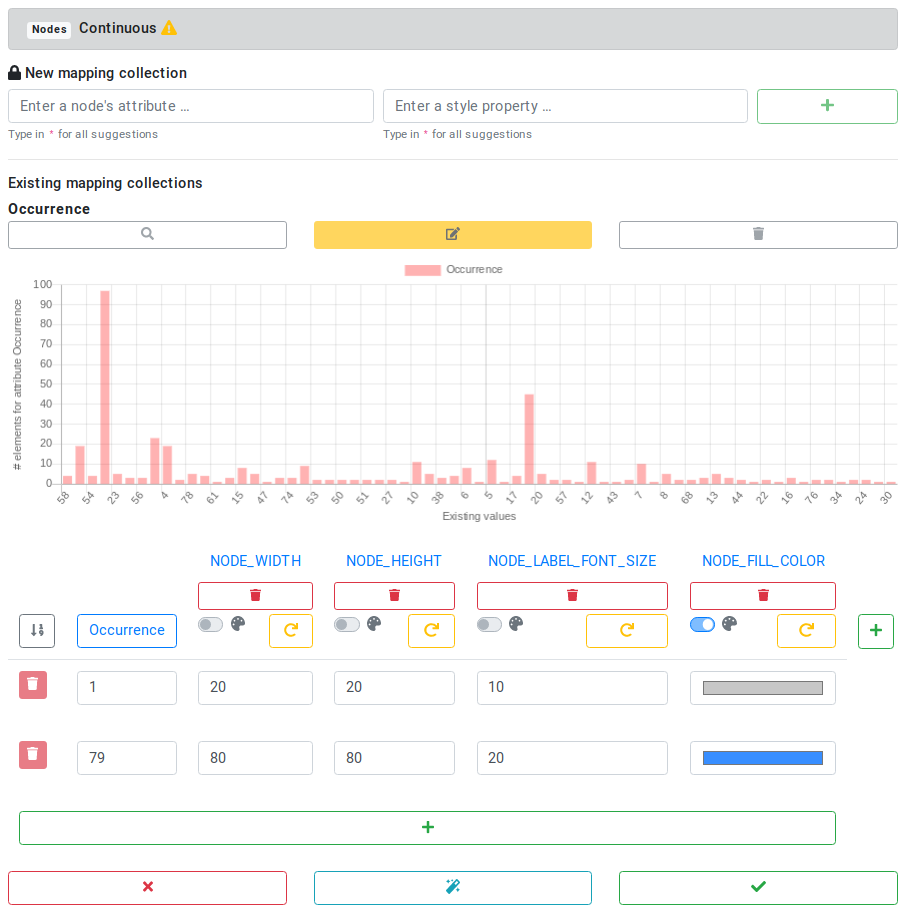 Nodes Continuous
New mapping collection
Enter a node's attribute ... Enter a style property ...
Type in * for all suggestions Type in * for all suggestions
Existing mapping collections
Occurrence
Occurrence
# elements for attribute Occurrence
100
90
80
70
60
50
40
30
20
10
0
58 54 23 56 4 78 61 15 47 74 53 50 51 27 10 38 6 5 17 20 57 12 43 7 8 68 13 44 22 16 76 34 24 30
Existing values
NODE_WIDTH NODE_HEIGHT NODE_LABEL_FONT_SIZE NODE_FILL_COLOR
Occurrence
1 20 20 10
79 80 80 20